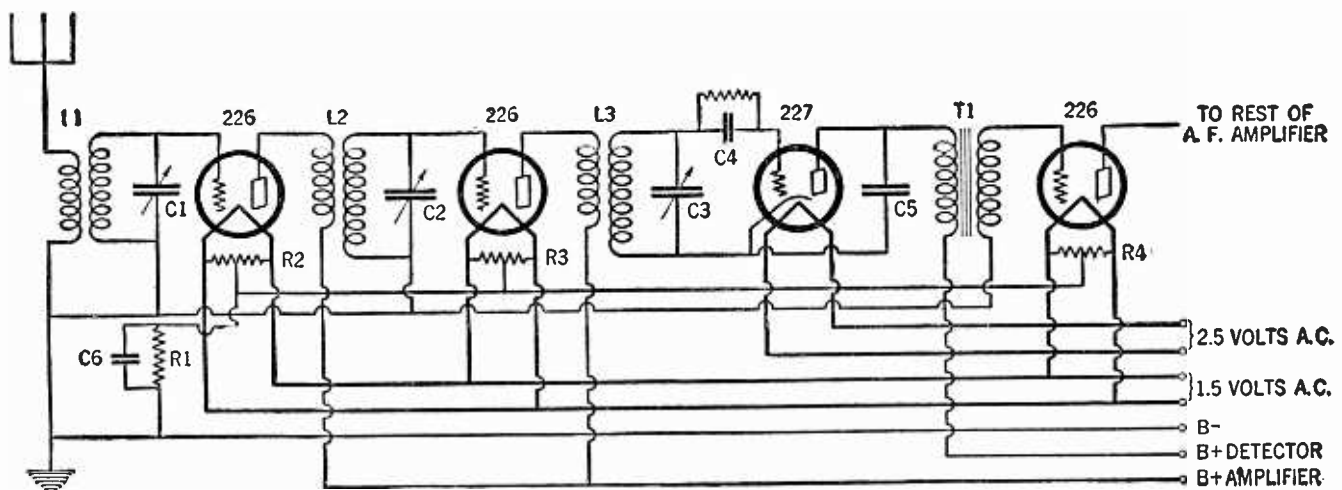 L1
226
L2
226
L3
227
T1
226
TO REST OF
A. F. AMPLIFIER
C1
C2
C3
C4
C5
R2
R3
R4
C6
R1
2.5 VOLTS A.C.
1.5 VOLTS A.C.
B-
B+ DETECTOR
B+ AMPLIFIER